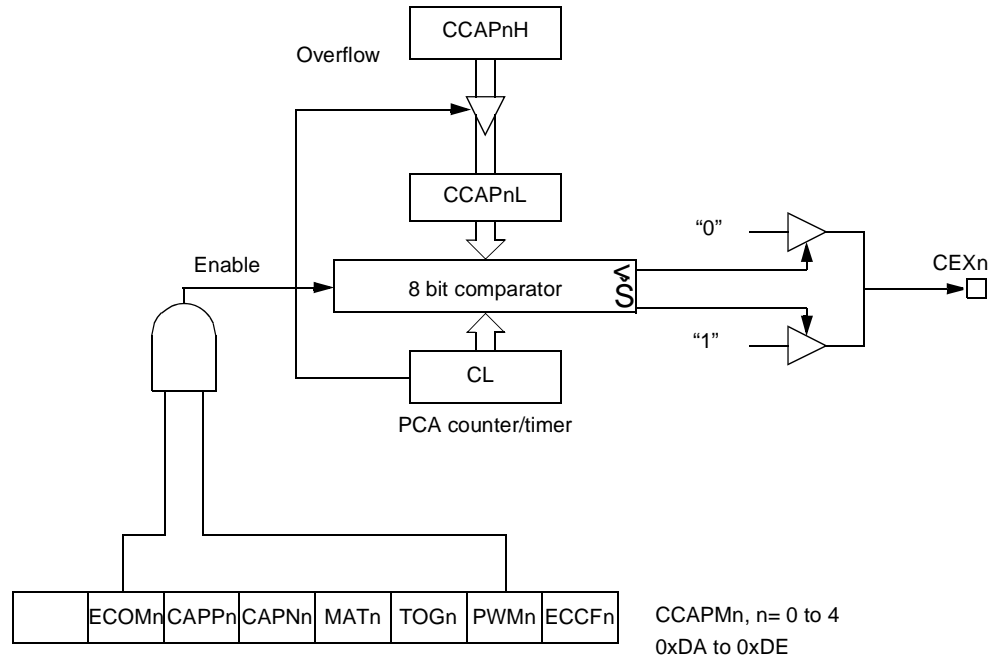 CCAPnH
Overflow
CCAPnL
“0”
Enable
8 bit comparator
<
CEXn
“1”
CL
PCA counter/timer
ECOMn CAPPn CAPNn MATn TOGn PWMn ECCFn
CCAPMn, n= 0 to 4
0xDA to 0xDE